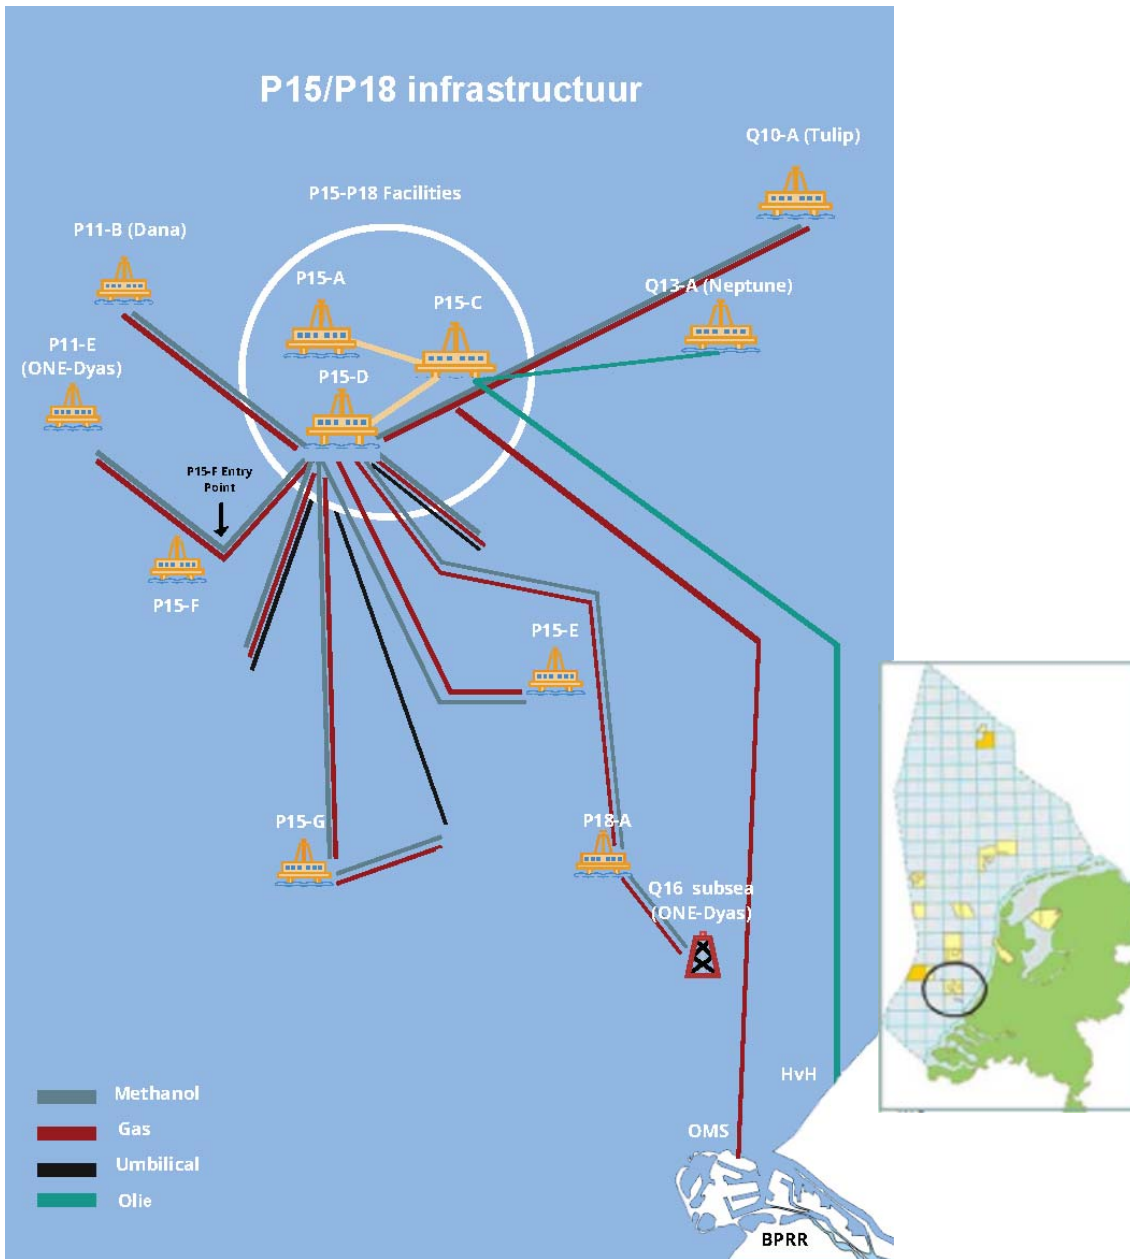 P15/P18 infrastructuur
Q10-A (Tulip)
P15-P18 Facilities
P11-B (Dana)
P15-A
Q13-A (Neptune)
P15-C
P11-E
(ONE-Dyas)
P15-D
P15-F Entry
Point
P15-F
P15-E
P15-G
P18-A
Q16 subsea
(ONE-Dyas)
HvH
Methanol
Gas
OMS
Umbilical
Olie
BPRR